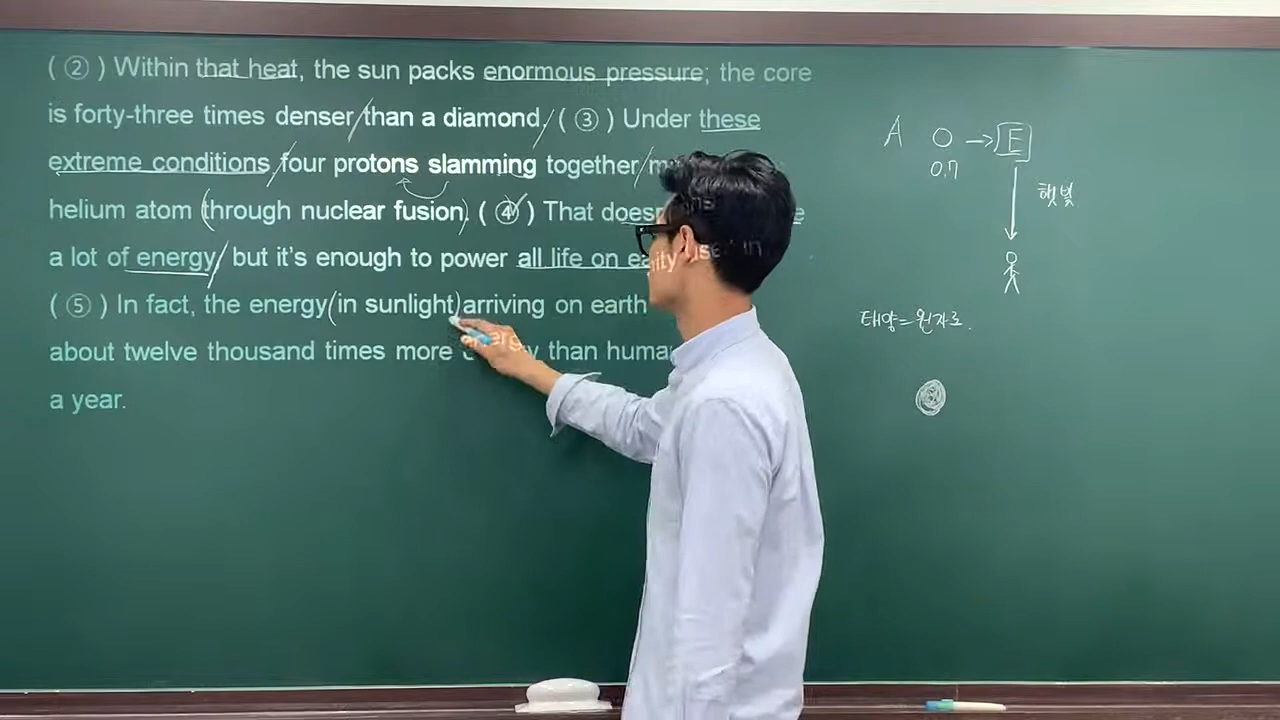 ( ② ) Within that heat, the sun packs enormous pressure; the core
is forty-three times denser than a diamond. ( ③ ) Under these
extreme conditions four protons slamming together
helium atom (through nuclear fusion). ( ④ ) That
a lot of energy, but it's enough to power all life on
( ⑤ ) In fact, the energy (in sunlight) arriving on earth
about twelve thousand times more energy than
a year.
A O → E
0.7
햇빛
태양=원자로.